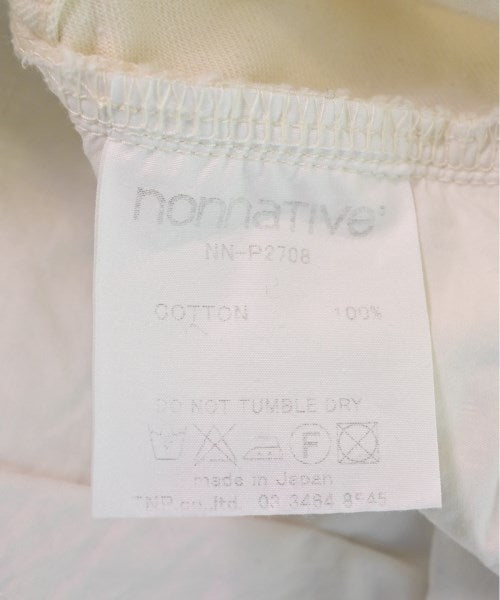 nonnative
NN-P2708
COTTON 100%
DO NOT TUMBLE DRY
F
made in Japan
TNP.co.,ltd. 03 3464 8545